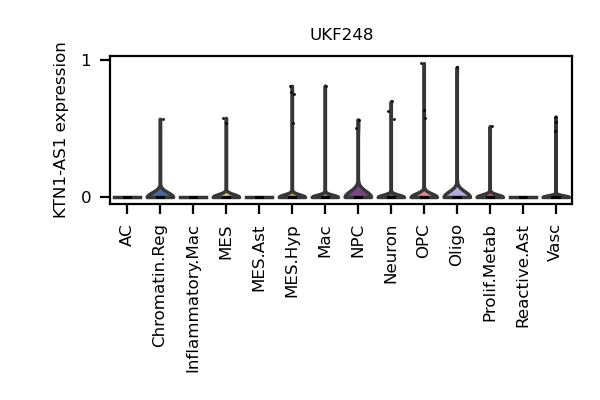 UKF248
KTN1-AS1 expression
1
0
AC
Chromatin.Reg
Inflammatory.Mac
MES
MES.Ast
MES.Hyp
Mac
NPC
Neuron
OPC
Oligo
Prolif.Metab
Reactive.Ast
Vasc